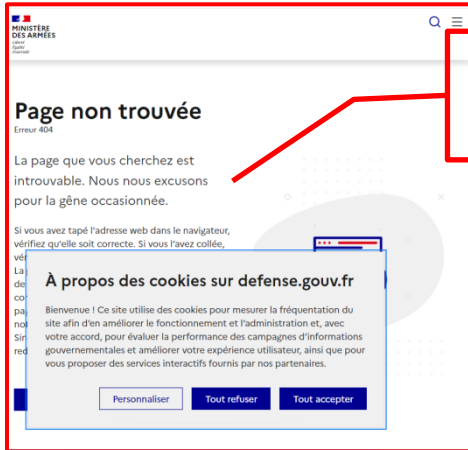 MINISTÈRE
DES ARMÉES
Liberté
Égalité
Fraternité
Page non trouvée
Erreur 404
La page que vous cherchez est
introuvable. Nous nous excusons
pour la gêne occasionnée.
Si vous avez tapé l'adresse web dans le navigateur,
vérifiez qu'elle soit correcte. Si vous l'avez collée,
À propos des cookies sur defense.gouv.fr
Bienvenue ! Ce site utilise des cookies pour mesurer la fréquentation du
site afin d'en améliorer le fonctionnement et l'administration et, avec
votre accord, pour évaluer la performance des campagnes d'informations
gouvernementales et améliorer votre expérience utilisateur, ainsi que pour
vous proposer des services interactifs fournis par nos partenaires.
Personnaliser Tout refuser Tout accepter